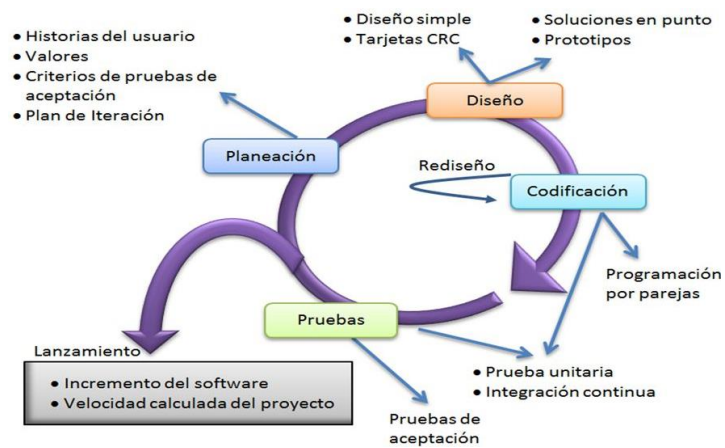 • Historias del usuario
• Valores
• Criterios de pruebas de
aceptación
• Plan de Iteración
• Diseño simple
• Tarjetas CRC
• Soluciones en punto
• Prototipos
Diseño
Planeación
Rediseño
Codificación
Programación
por parejas
Pruebas
Lanzamiento
• Incremento del software
• Velocidad calculada del proyecto
• Prueba unitaria
• Integración continua
Pruebas de
aceptación